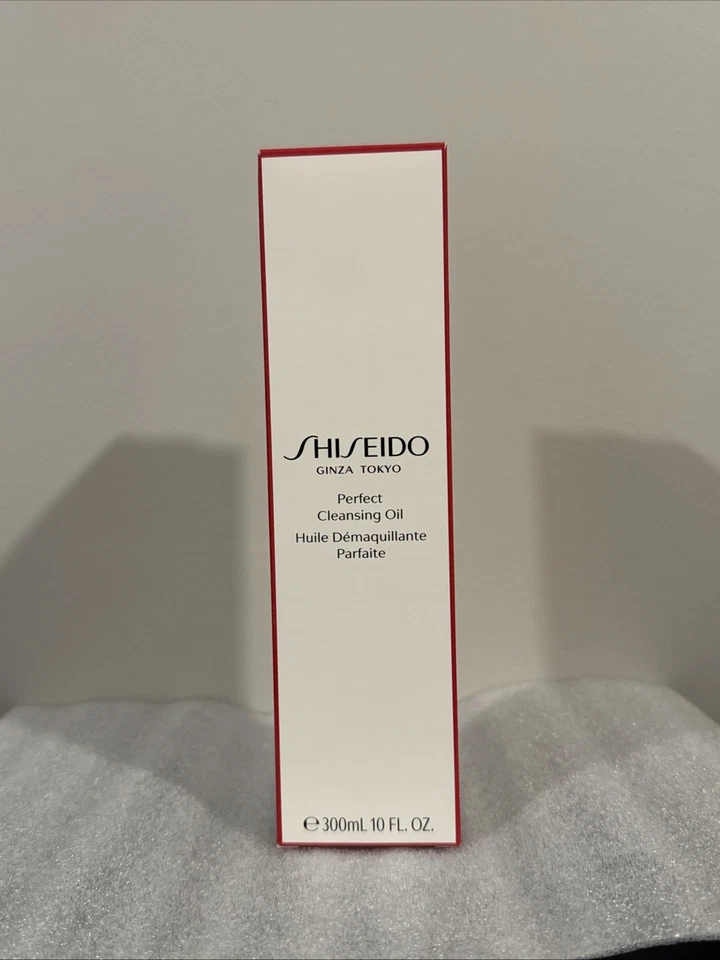 SHISEIDO
GINZA TOKYO
Perfect
Cleansing Oil
Huile Démaquillante
Parfaite
℮ 300mL 10 FL. OZ.